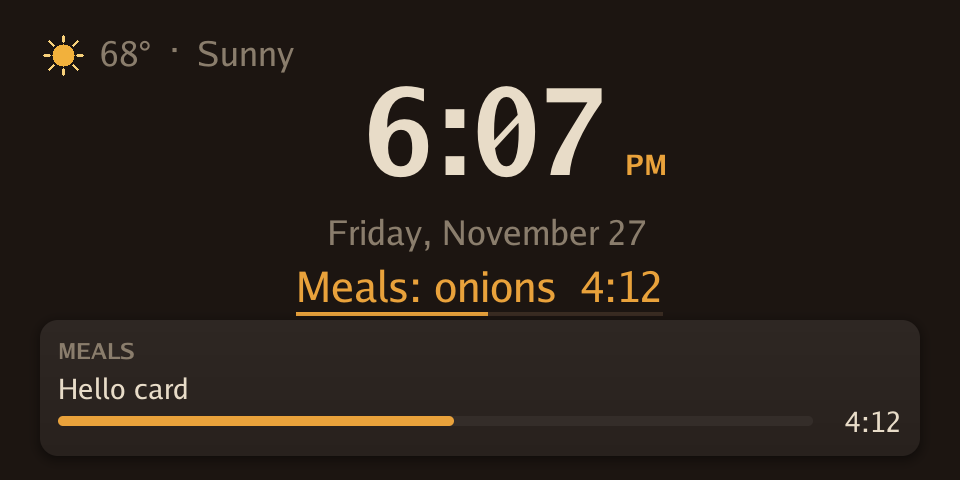 68° · Sunny
6:07 PM
Friday, November 27
Meals: onions 4:12
MEALS
Hello card
4:12